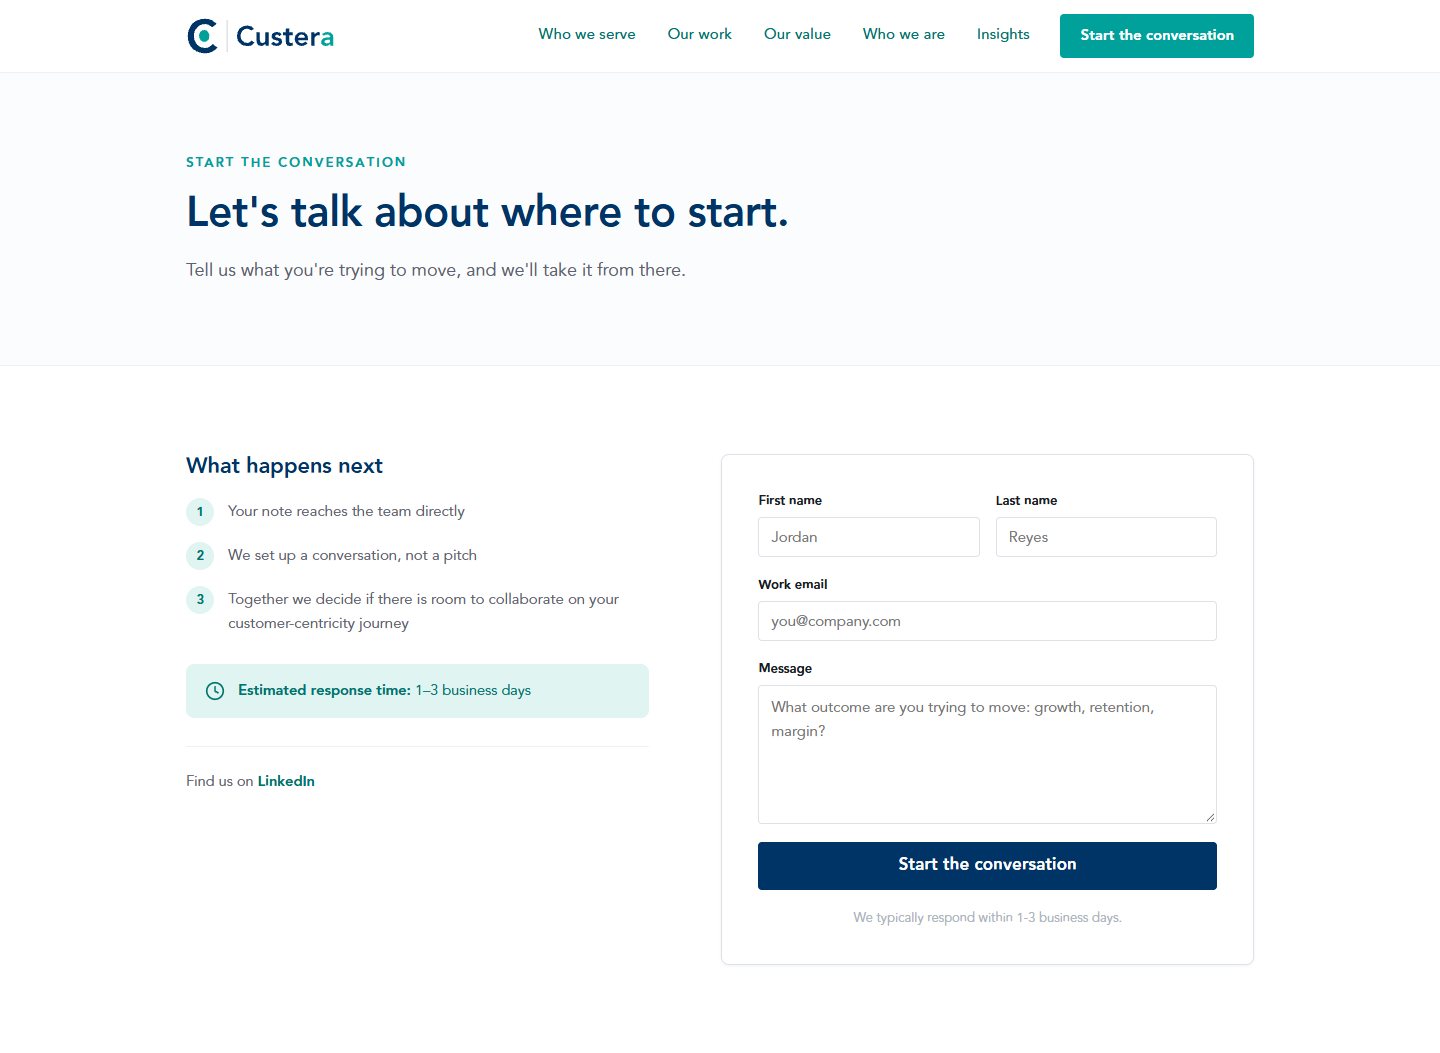 Custera
Who we serve
Our work
Our value
Who we are
Insights
Start the conversation
START THE CONVERSATION
Let's talk about where to start.
Tell us what you're trying to move, and we'll take it from there.
What happens next
1 Your note reaches the team directly
2 We set up a conversation, not a pitch
3 Together we decide if there is room to collaborate on your
customer-centricity journey
Estimated response time: 1–3 business days
Find us on LinkedIn
First name
Last name
Jordan
Reyes
Work email
you@company.com
Message
What outcome are you trying to move: growth, retention,
margin?
Start the conversation
We typically respond within 1-3 business days.